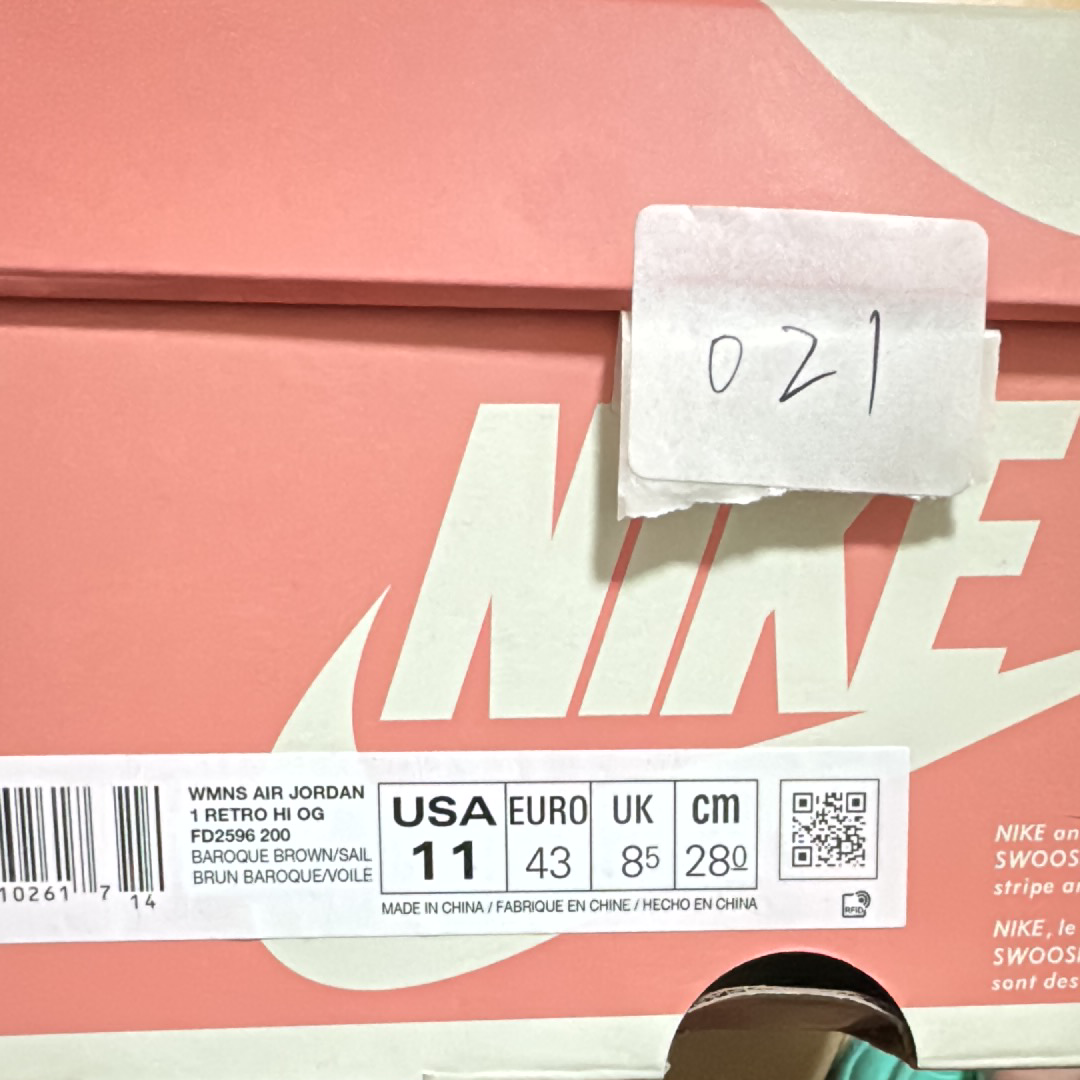 021
NIKE
WMNS AIR JORDAN
1 RETRO HI OG
FD2596 200
BAROQUE BROWN/SAIL
BRUN BAROQUE/VOILE
USA EURO UK cm
11 43 85 280
MADE IN CHINA / FABRIQUE EN CHINE / HECHO EN CHINA
RFID
10261 7 14
NIKE an
SWOOS
stripe a
NIKE, le
SWOOS
sont des